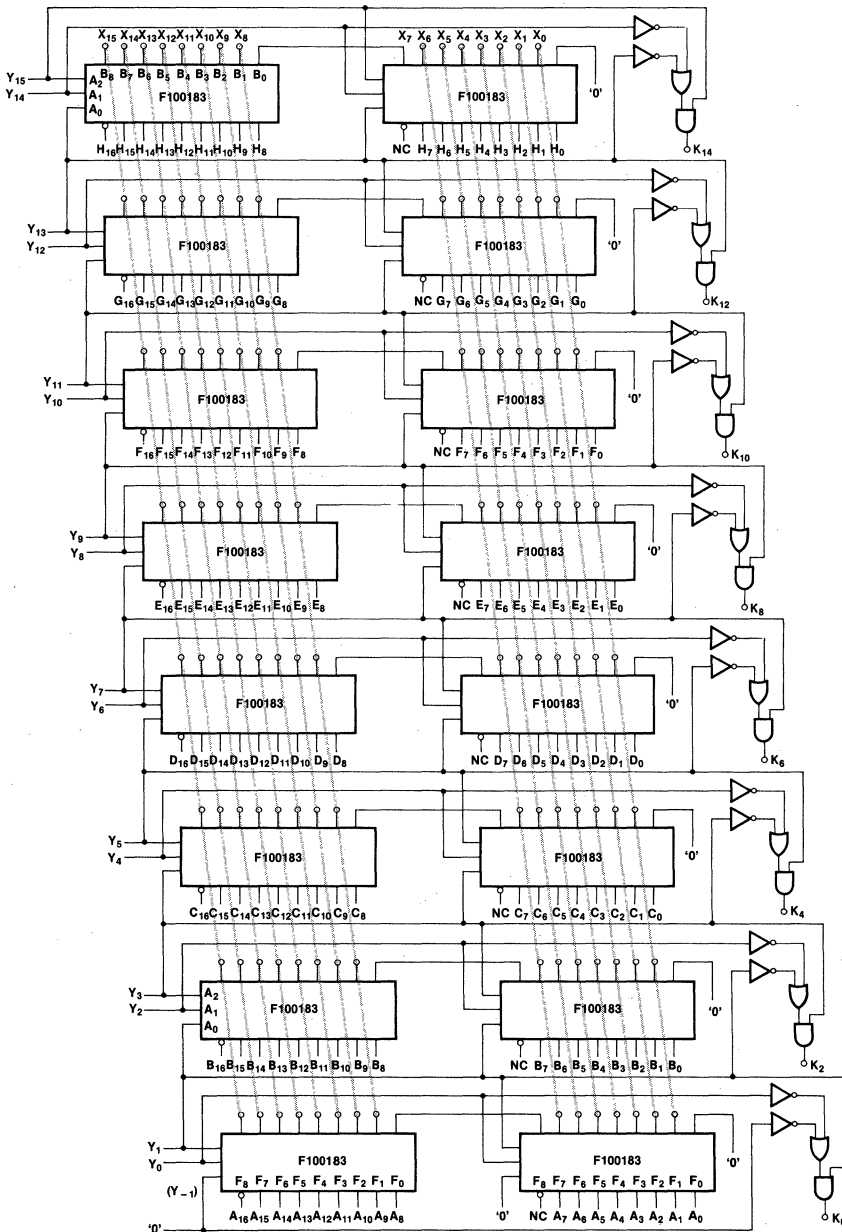 X15 X14 X13 X12 X11 X10 X9 X8 X7 X6 X5 X4 X3 X2 X1 X0
Y15 A2 B8 B7 B6 B5 B4 B3 B2 B1 B0 '0'
Y14 A1 F100183 F100183
A0
H16 H15 H14 H13 H12 H11 H10 H9 H8 NC H7 H6 H5 H4 H3 H2 H1 H0 K14
Y13 F100183 F100183 '0'
Y12
G16 G15 G14 G13 G12 G11 G10 G9 G8 NC G7 G6 G5 G4 G3 G2 G1 G0 K12
Y11 F100183 F100183 '0'
Y10
F16 F15 F14 F13 F12 F11 F10 F9 F8 NC F7 F6 F5 F4 F3 F2 F1 F0 K10
Y9 F100183 F100183 '0'
Y8
E16 E15 E14 E13 E12 E11 E10 E9 E8 NC E7 E6 E5 E4 E3 E2 E1 E0 K8
Y7 F100183 F100183 '0'
Y6
D16 D15 D14 D13 D12 D11 D10 D9 D8 NC D7 D6 D5 D4 D3 D2 D1 D0 K6
Y5 F100183 F100183 '0'
Y4
C16 C15 C14 C13 C12 C11 C10 C9 C8 NC C7 C6 C5 C4 C3 C2 C1 C0 K4
Y3 A2 F100183 F100183 '0'
Y2 A1
A0
B16 B15 B14 B13 B12 B11 B10 B9 B8 NC B7 B6 B5 B4 B3 B2 B1 B0 K2
Y1 F100183 F100183 '0'
Y0
(Y−1) F8 F7 F6 F5 F4 F3 F2 F1 F0 '0' F8 F7 F6 F5 F4 F3 F2 F1 F0
'0' A16 A15 A14 A13 A12 A11 A10 A9 A8 NC A7 A6 A5 A4 A3 A2 A1 A0